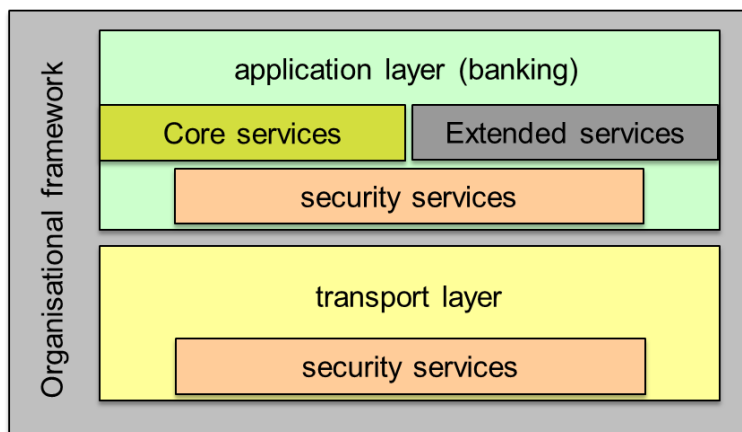 Organisational framework
application layer (banking)
Core services
Extended services
security services
transport layer
security services